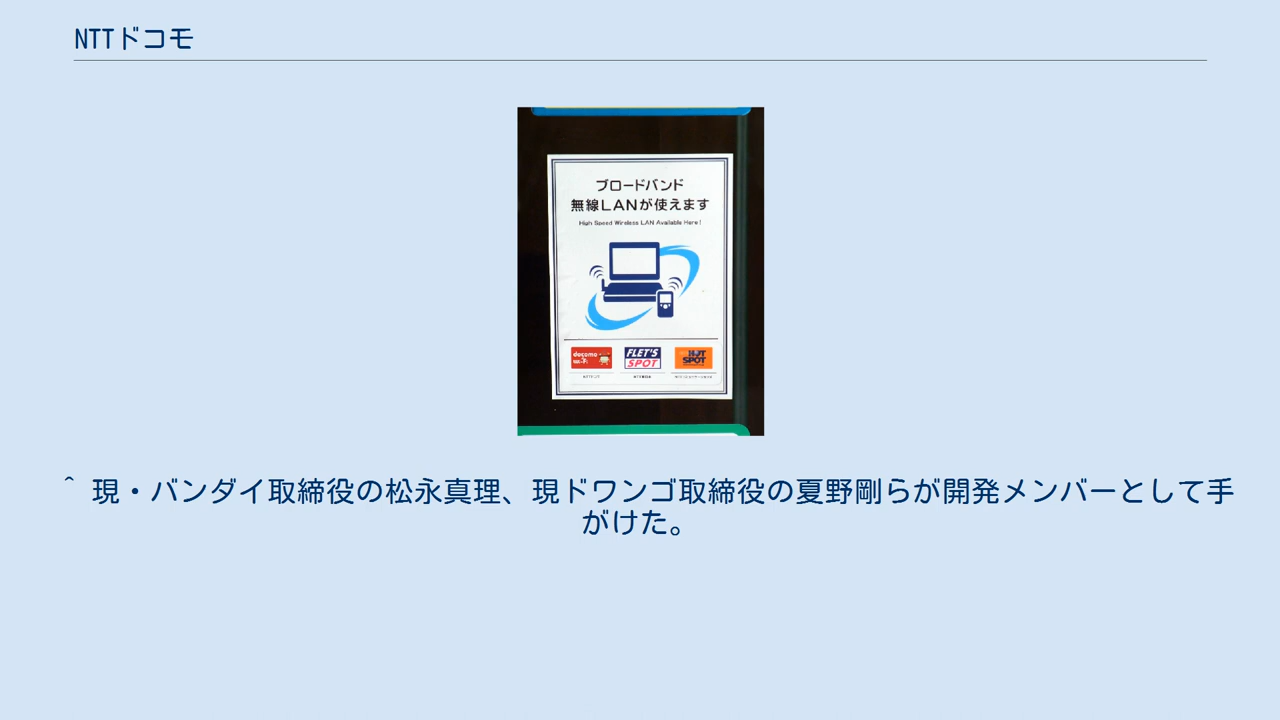 NTTドコモ
ブロードバンド
無線LANが使えます
High Speed Wireless LAN Available Here!
docomo
Wi-Fi
FLET'S
SPOT
HOT
SPOT
^ 現・バンダイ取締役の松永真理、現ドワンゴ取締役の夏野剛らが開発メンバーとして手
がけた。